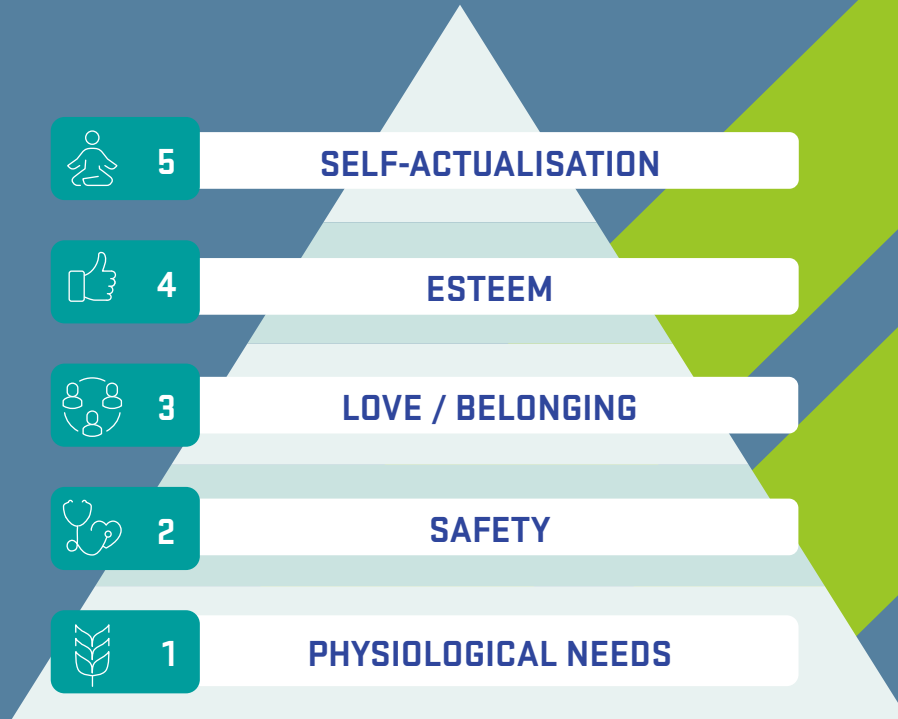 5 SELF-ACTUALISATION
4 ESTEEM
3 LOVE / BELONGING
2 SAFETY
1 PHYSIOLOGICAL NEEDS